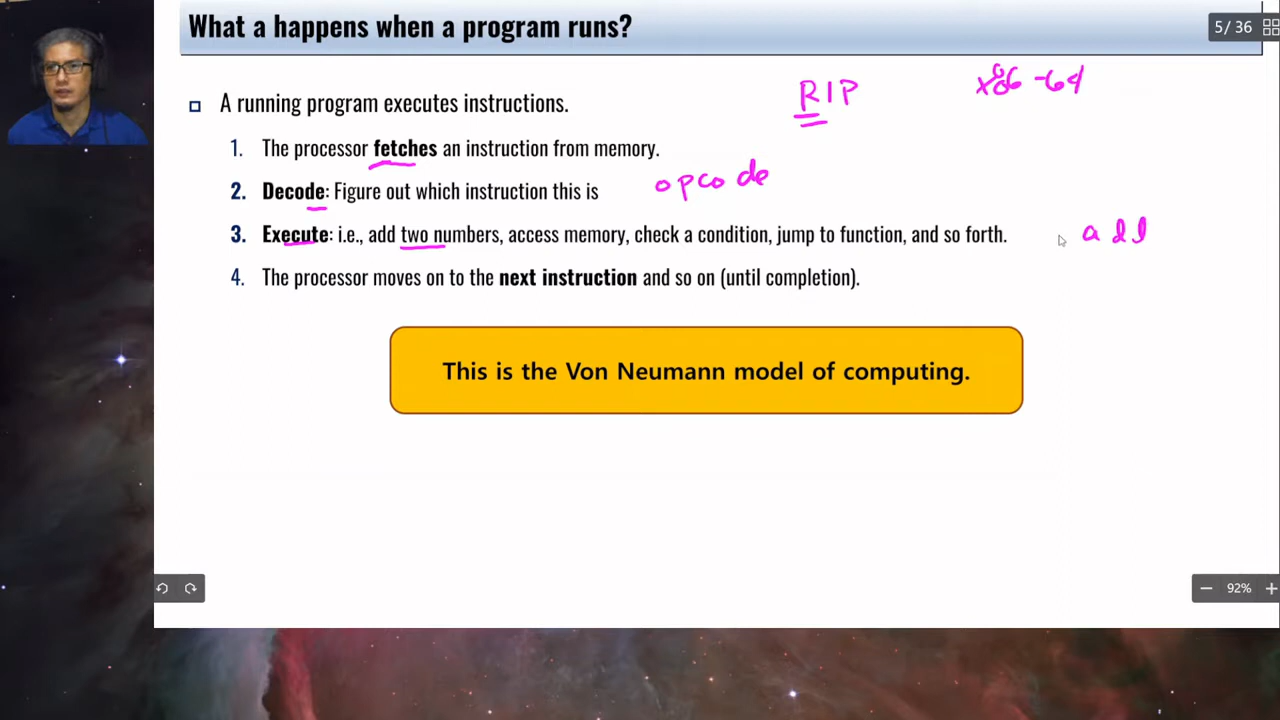 What a happens when a program runs?
5 / 36
RIP
x86-64
A running program executes instructions.
1. The processor fetches an instruction from memory.
2. Decode: Figure out which instruction this is
opcode
3. Execute: i.e., add two numbers, access memory, check a condition, jump to function, and so forth.
add
4. The processor moves on to the next instruction and so on (until completion).
This is the Von Neumann model of computing.
92%